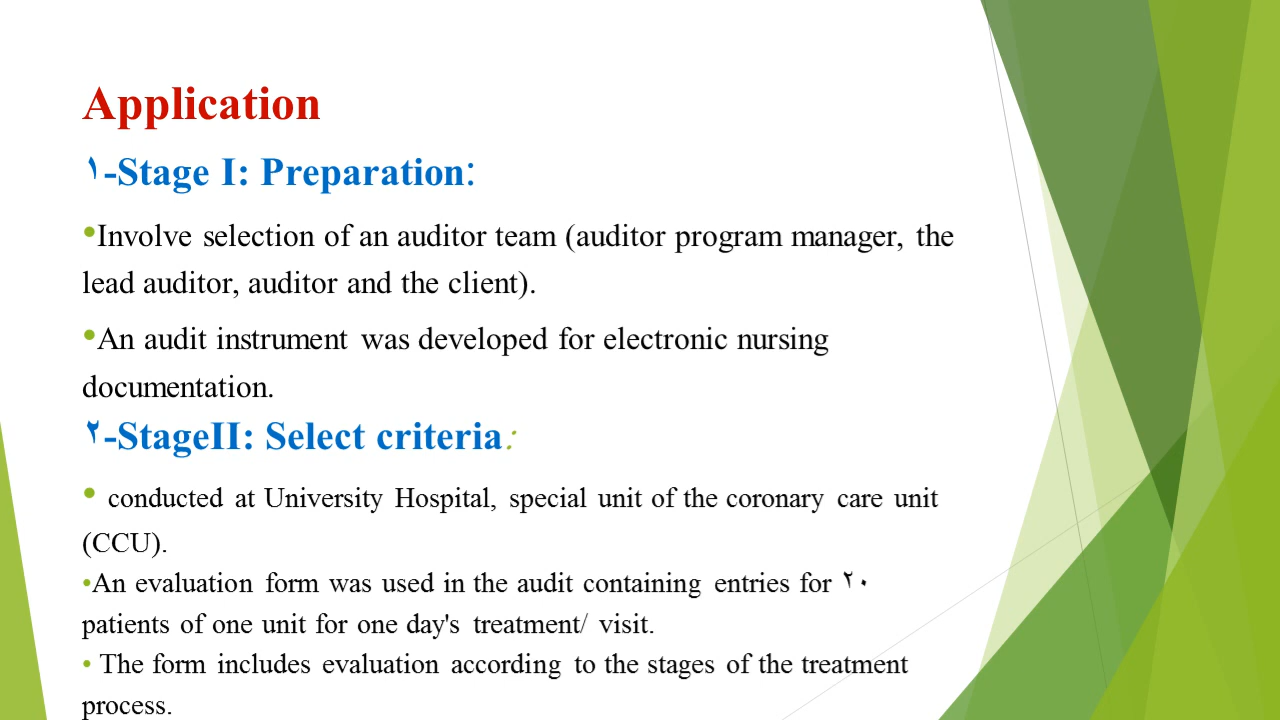 Application
١-Stage I: Preparation:
•Involve selection of an auditor team (auditor program manager, the
lead auditor, auditor and the client).
•An audit instrument was developed for electronic nursing
documentation.
٢-StageII: Select criteria:
• conducted at University Hospital, special unit of the coronary care unit
(CCU).
•An evaluation form was used in the audit containing entries for ٢٠
patients of one unit for one day's treatment/ visit.
• The form includes evaluation according to the stages of the treatment
process.